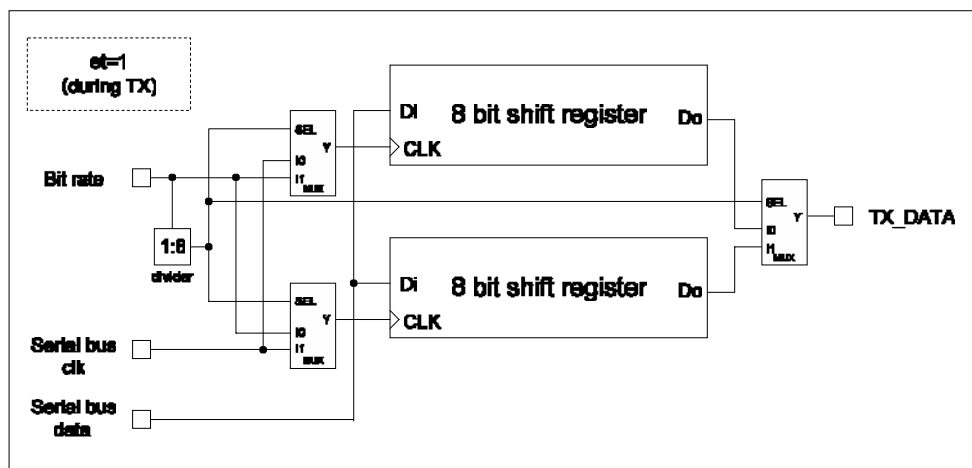 et=1
(during TX)
SEL
I0
I1
Y
MUX
Di
8 bit shift register
Do
CLK
Bit rate
1:8
divider
SEL
I0
I1
Y
MUX
TX_DATA
SEL
I0
I1
Y
MUX
Di
8 bit shift register
Do
CLK
Serial bus
clk
Serial bus
data